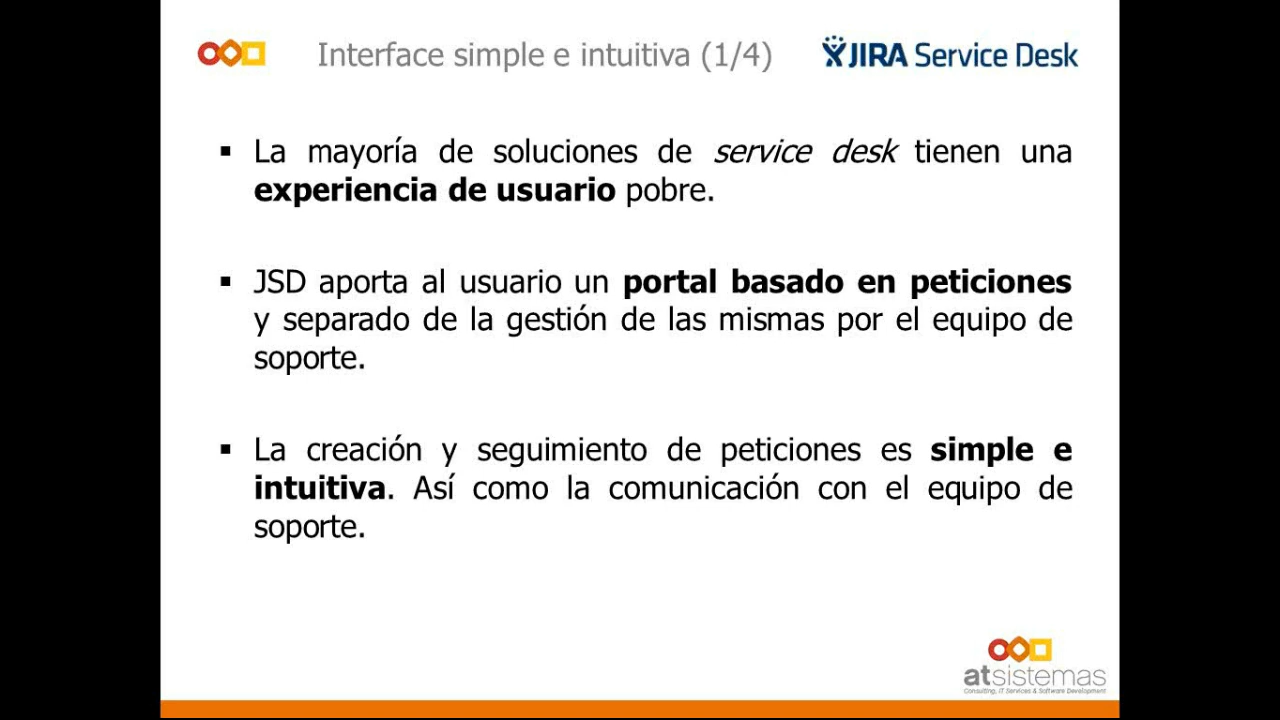 Interface simple e intuitiva (1/4)
JIRA Service Desk
▪ La mayoría de soluciones de service desk tienen una
experiencia de usuario pobre.
▪ JSD aporta al usuario un portal basado en peticiones
y separado de la gestión de las mismas por el equipo de
soporte.
▪ La creación y seguimiento de peticiones es simple e
intuitiva. Así como la comunicación con el equipo de
soporte.
atsistemas
Consulting, IT Services & Software Development